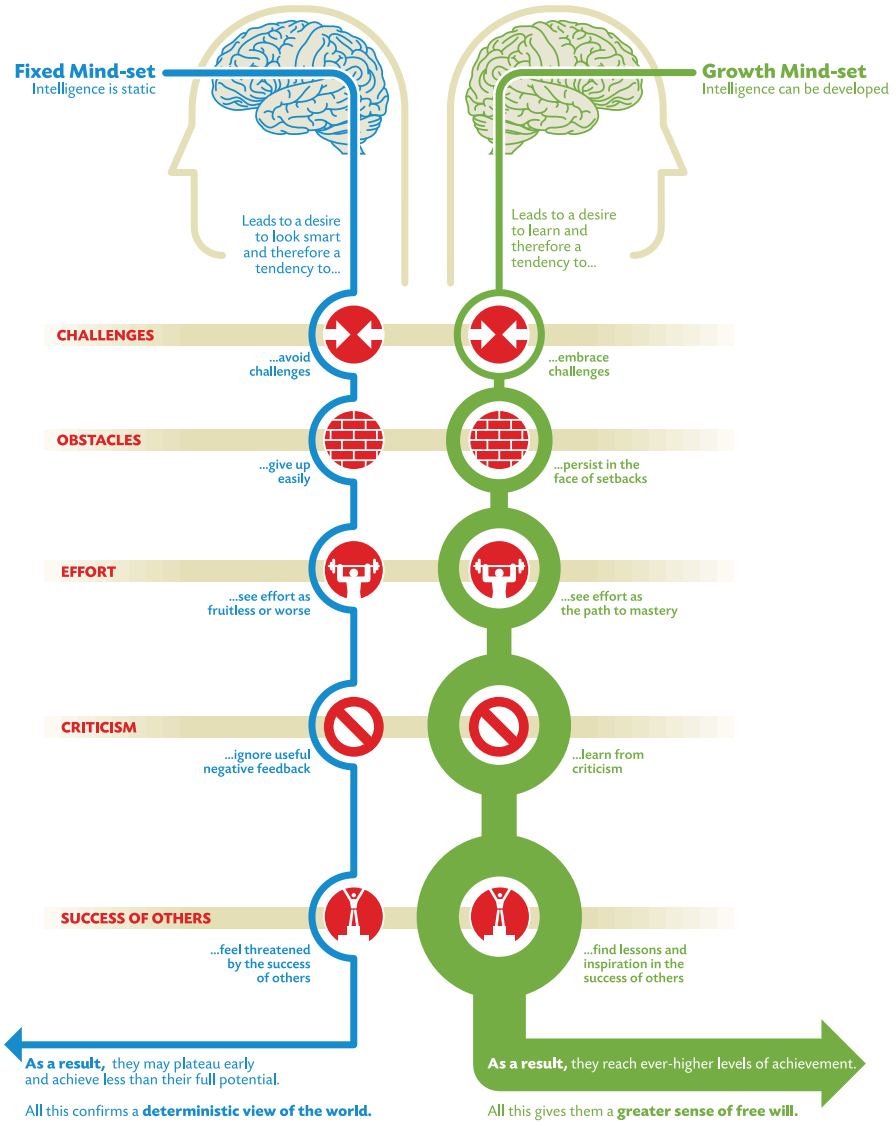 Fixed Mind-set
Intelligence is static
Growth Mind-set
Intelligence can be developed
Leads to a desire
to look smart
and therefore a
tendency to...
Leads to a desire
to learn and
therefore a
tendency to...
CHALLENGES
...avoid
challenges
...embrace
challenges
OBSTACLES
...give up
easily
...persist in the
face of setbacks
EFFORT
...see effort as
fruitless or worse
...see effort as
the path to mastery
CRITICISM
...ignore useful
negative feedback
...learn from
criticism
SUCCESS OF OTHERS
...feel threatened
by the success
of others
...find lessons and
inspiration in the
success of others
As a result, they may plateau early
and achieve less than their full potential.
All this confirms a deterministic view of the world.
As a result, they reach ever-higher levels of achievement.
All this gives them a greater sense of free will.